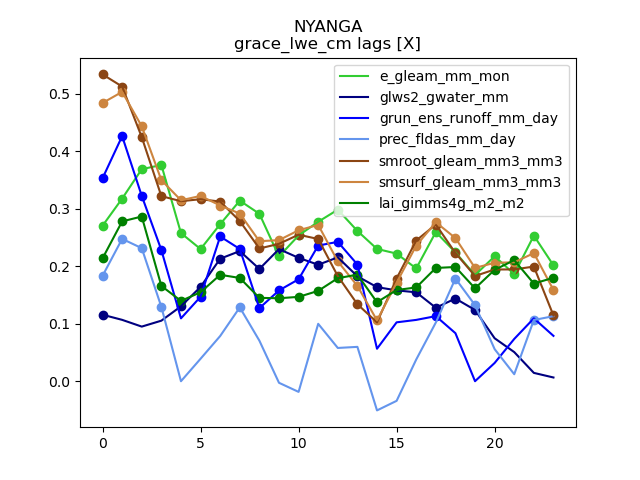 NYANGA
grace_lwe_cm lags [X]
e_gleam_mm_mon
glws2_gwater_mm
grun_ens_runoff_mm_day
prec_fldas_mm_day
smroot_gleam_mm3_mm3
smsurf_gleam_mm3_mm3
lai_gimms4g_m2_m2
0.5
0.4
0.3
0.2
0.1
0.0
0 5 10 15 20